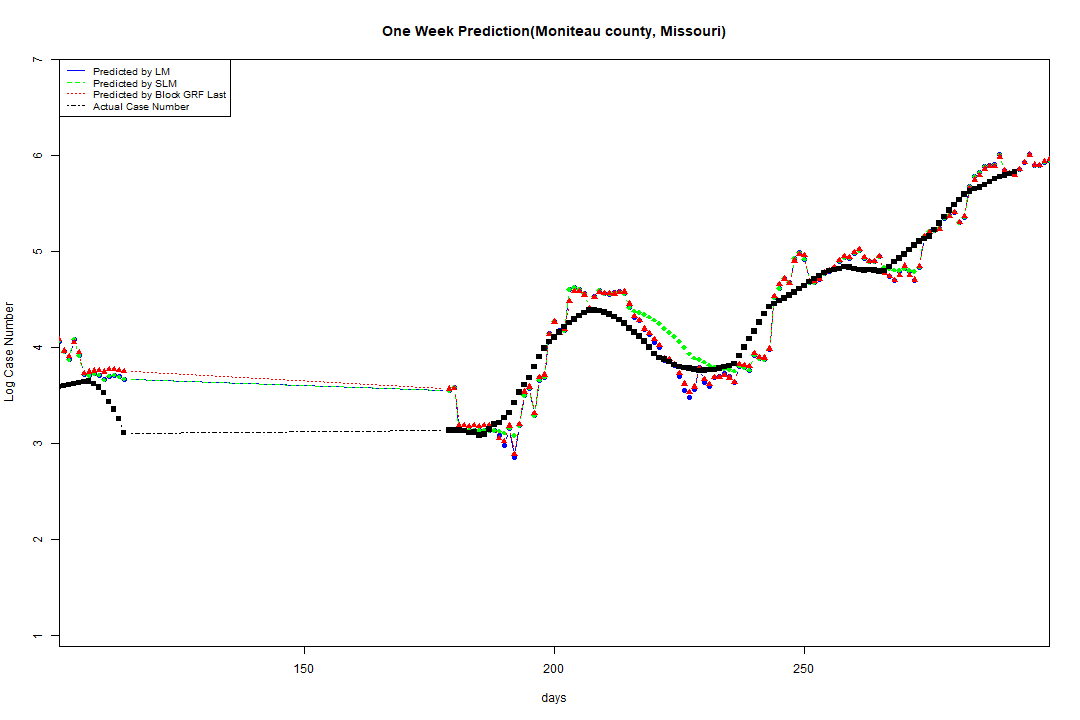 One Week Prediction(Moniteau county, Missouri)
Predicted by LM
Predicted by SLM
Predicted by Block GRF Last
Actual Case Number
7
6
5
4
3
2
1
Log Case Number
150
200
250
days